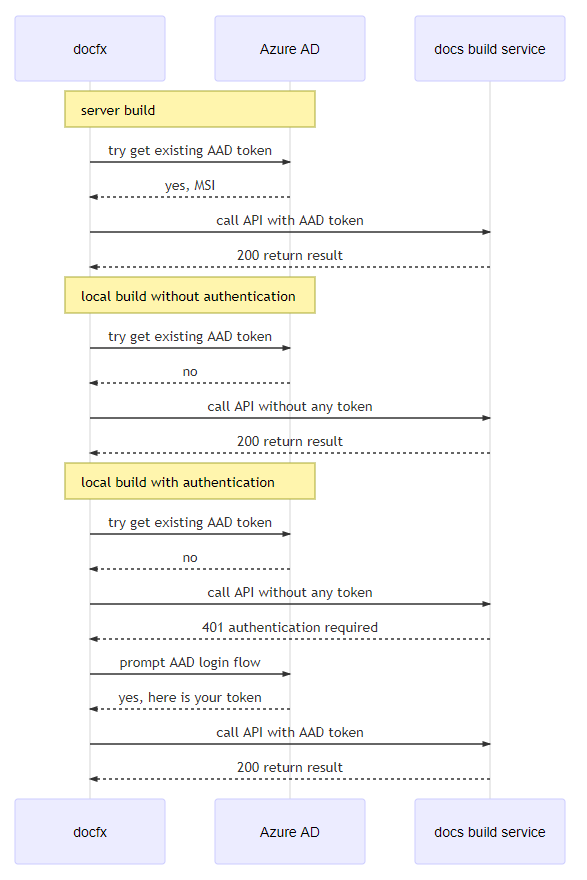 docfx
Azure AD
docs build service
server build
try get existing AAD token
yes, MSI
call API with AAD token
200 return result
local build without authentication
try get existing AAD token
no
call API without any token
200 return result
local build with authentication
try get existing AAD token
no
call API without any token
401 authentication required
prompt AAD login flow
yes, here is your token
call API with AAD token
200 return result
docfx
Azure AD
docs build service